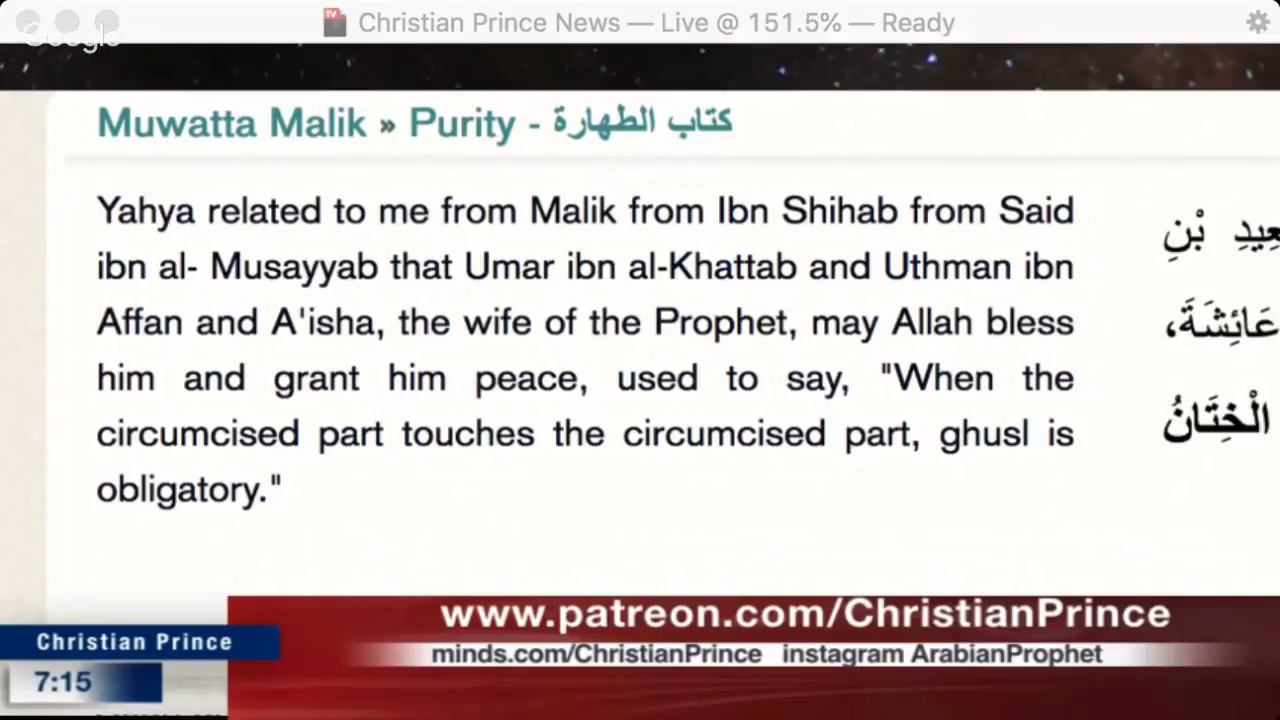 Christian Prince News — Live @ 151.5% — Ready
Google
Muwatta Malik » Purity - كتاب الطهارة
Yahya related to me from Malik from Ibn Shihab from Said
ibn al- Musayyab that Umar ibn al-Khattab and Uthman ibn
Affan and A'isha, the wife of the Prophet, may Allah bless
him and grant him peace, used to say, "When the
circumcised part touches the circumcised part, ghusl is
obligatory."
بْنِ
عَائِشَةَ،
الْخِتَانُ
www.patreon.com/ChristianPrince
Christian Prince
minds.com/ChristianPrince instagram ArabianProphet
7:15